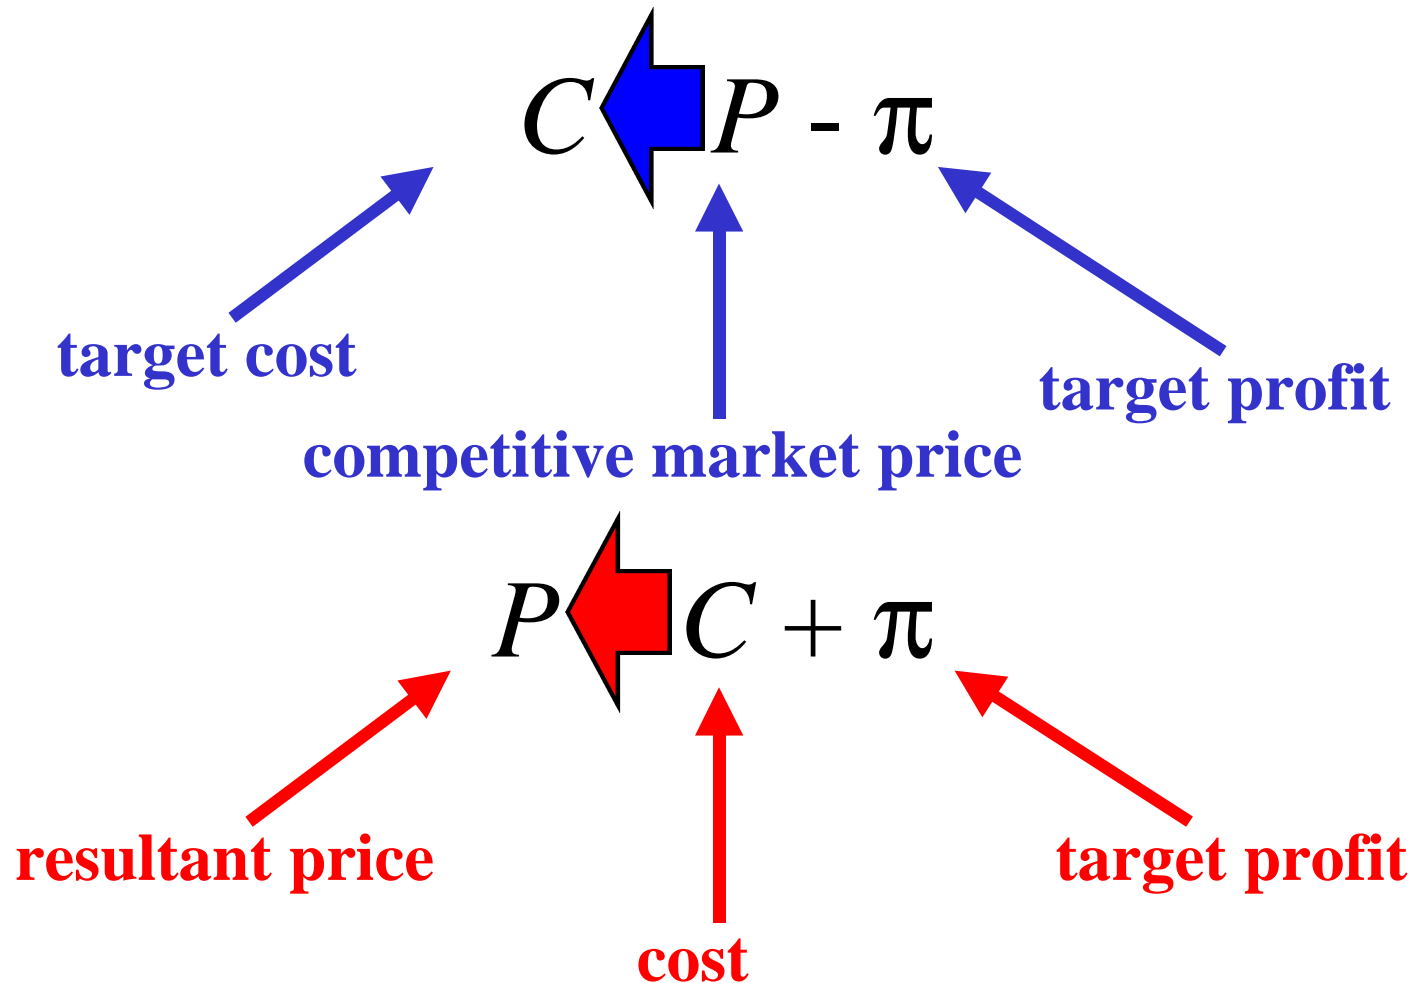 C P - π
target cost
target profit
competitive market price
P C + π
resultant price
target profit
cost